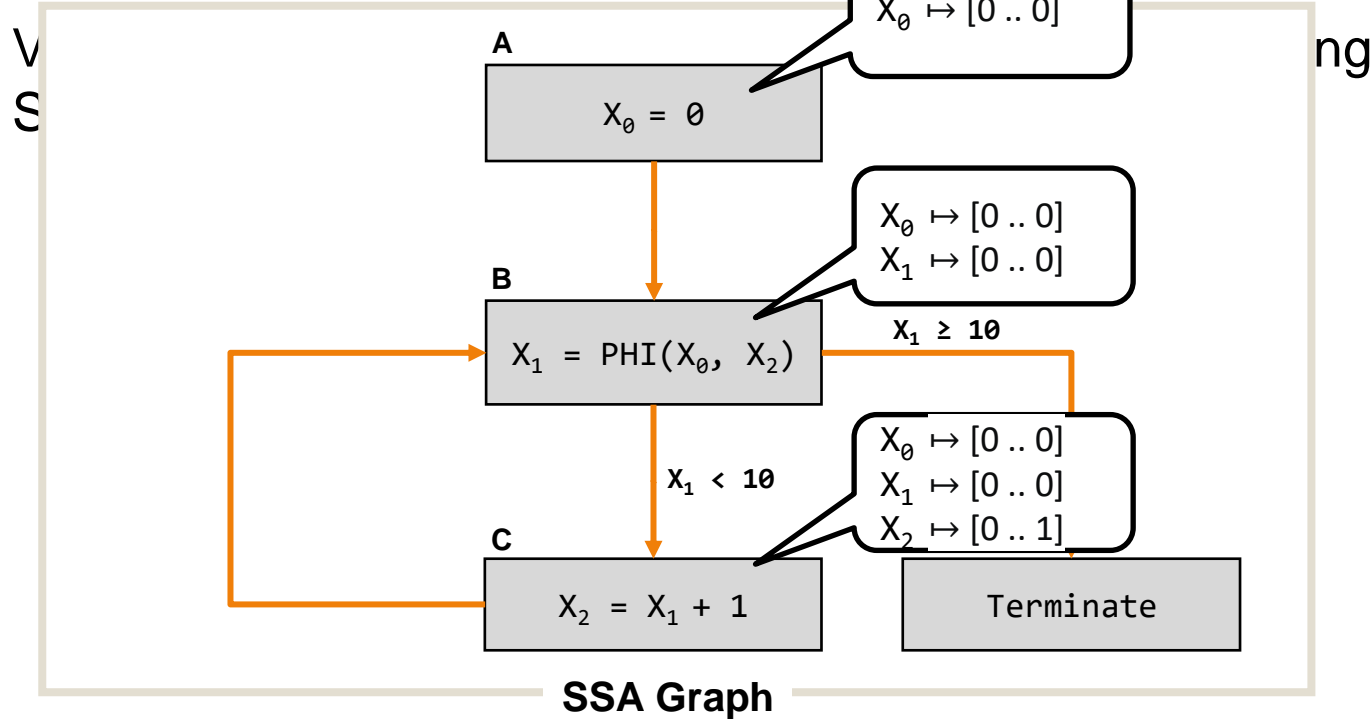 X₀ ↦ [0 .. 0]
A
X₀ = 0
X₀ ↦ [0 .. 0]
X₁ ↦ [0 .. 0]
B
X₁ = PHI(X₀, X₂)
X₁ ≥ 10
X₁ < 10
X₀ ↦ [0 .. 0]
X₁ ↦ [0 .. 0]
X₂ ↦ [0 .. 1]
C
X₂ = X₁ + 1
Terminate
SSA Graph